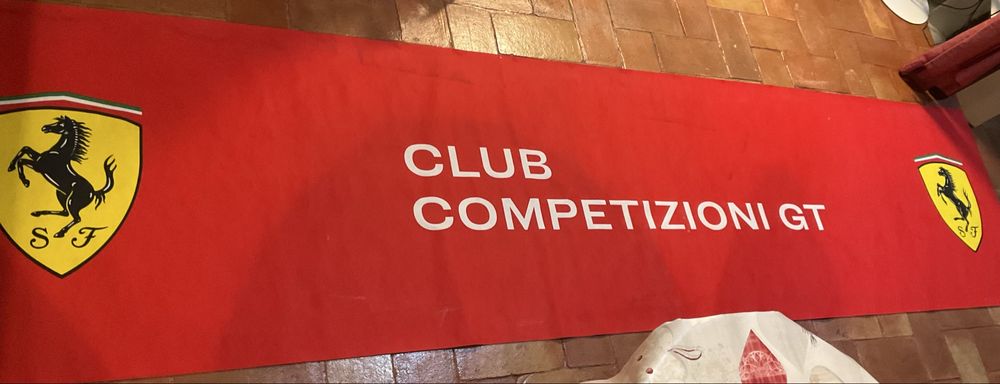 S F
CLUB
COMPETIZIONI GT
S F